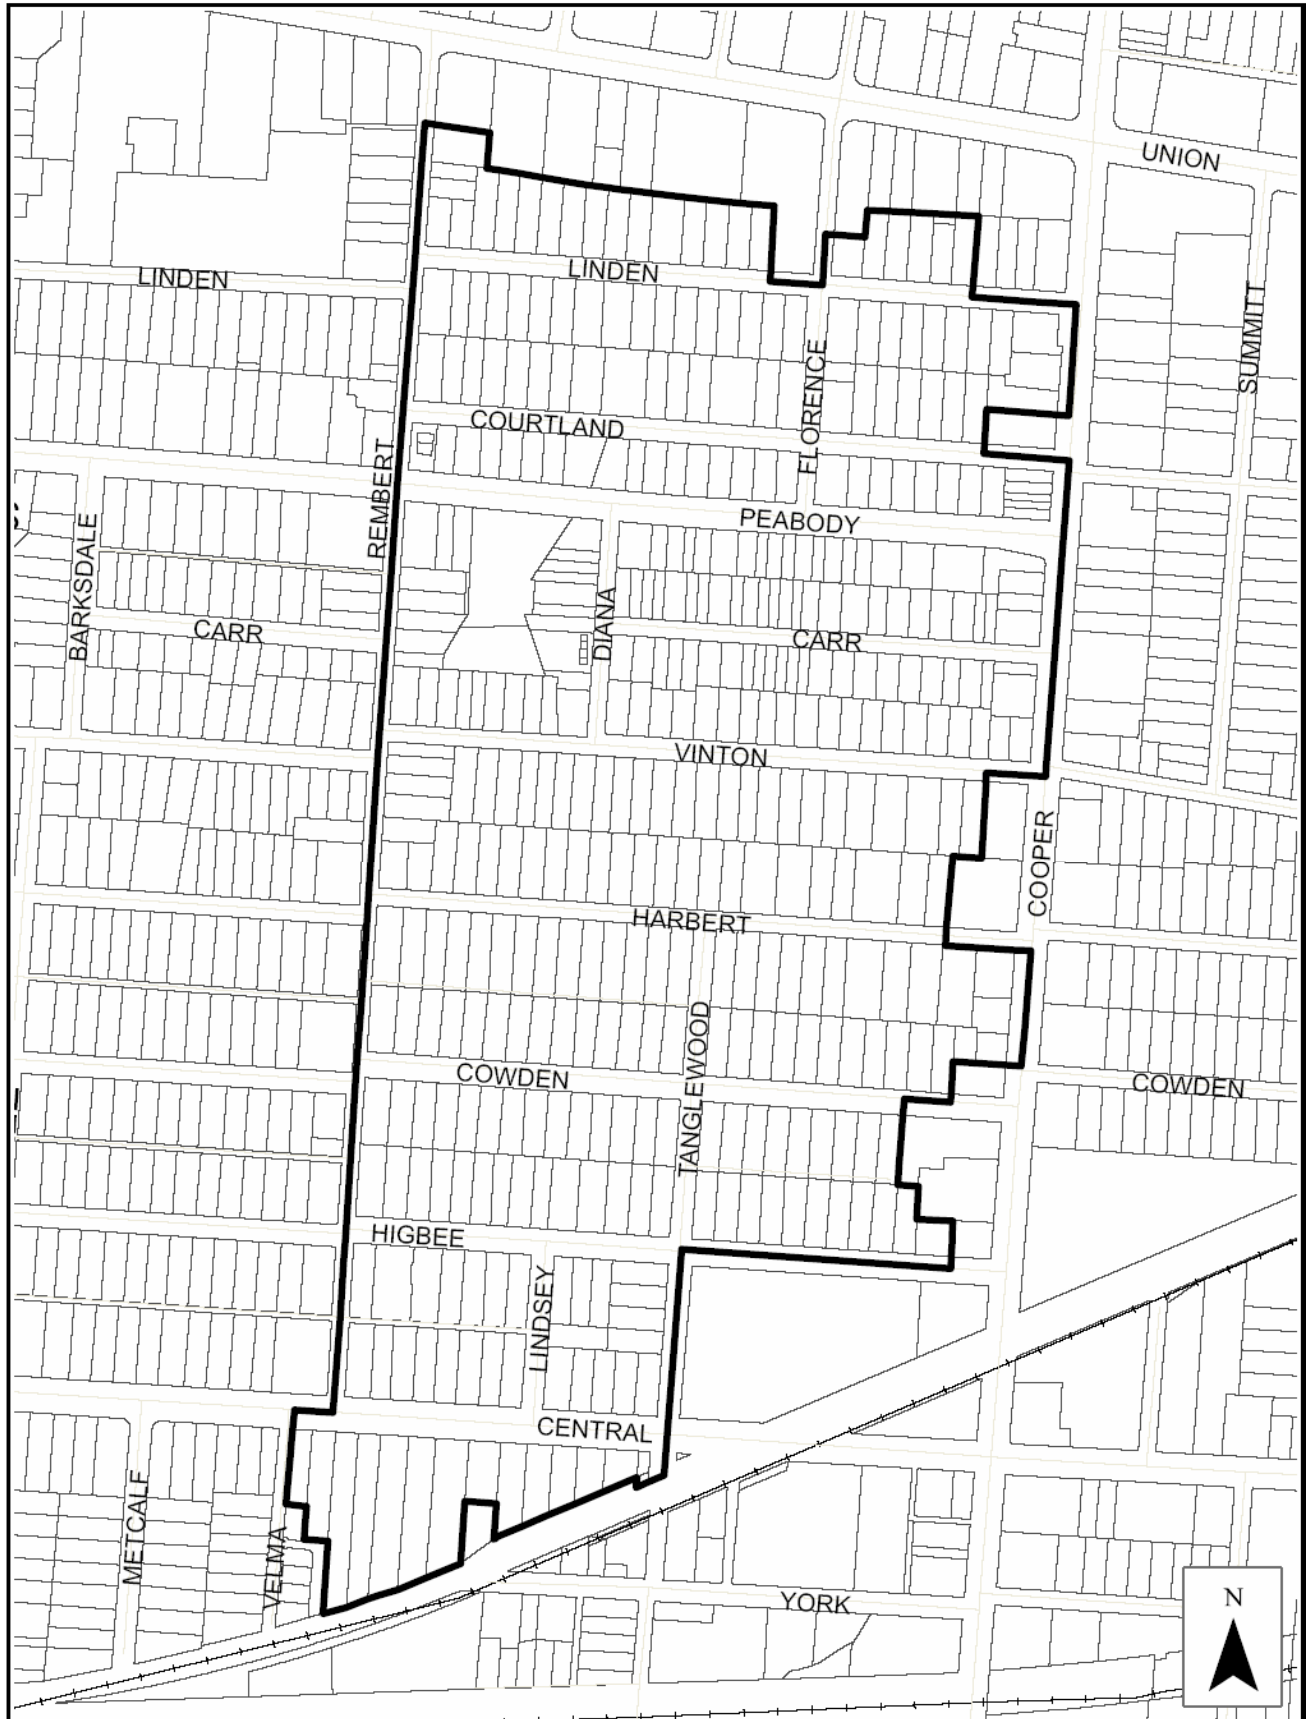 UNION
LINDEN
LINDEN
SUMMITT
FLORENCE
COURTLAND
REMBERT
PEABODY
BARKSDALE
DIANA
CARR
CARR
VINTON
COOPER
HARBERT
TANGLEWOOD
COWDEN
COWDEN
HIGBEE
LINDSEY
CENTRAL
METCALF
VELMA
YORK
N